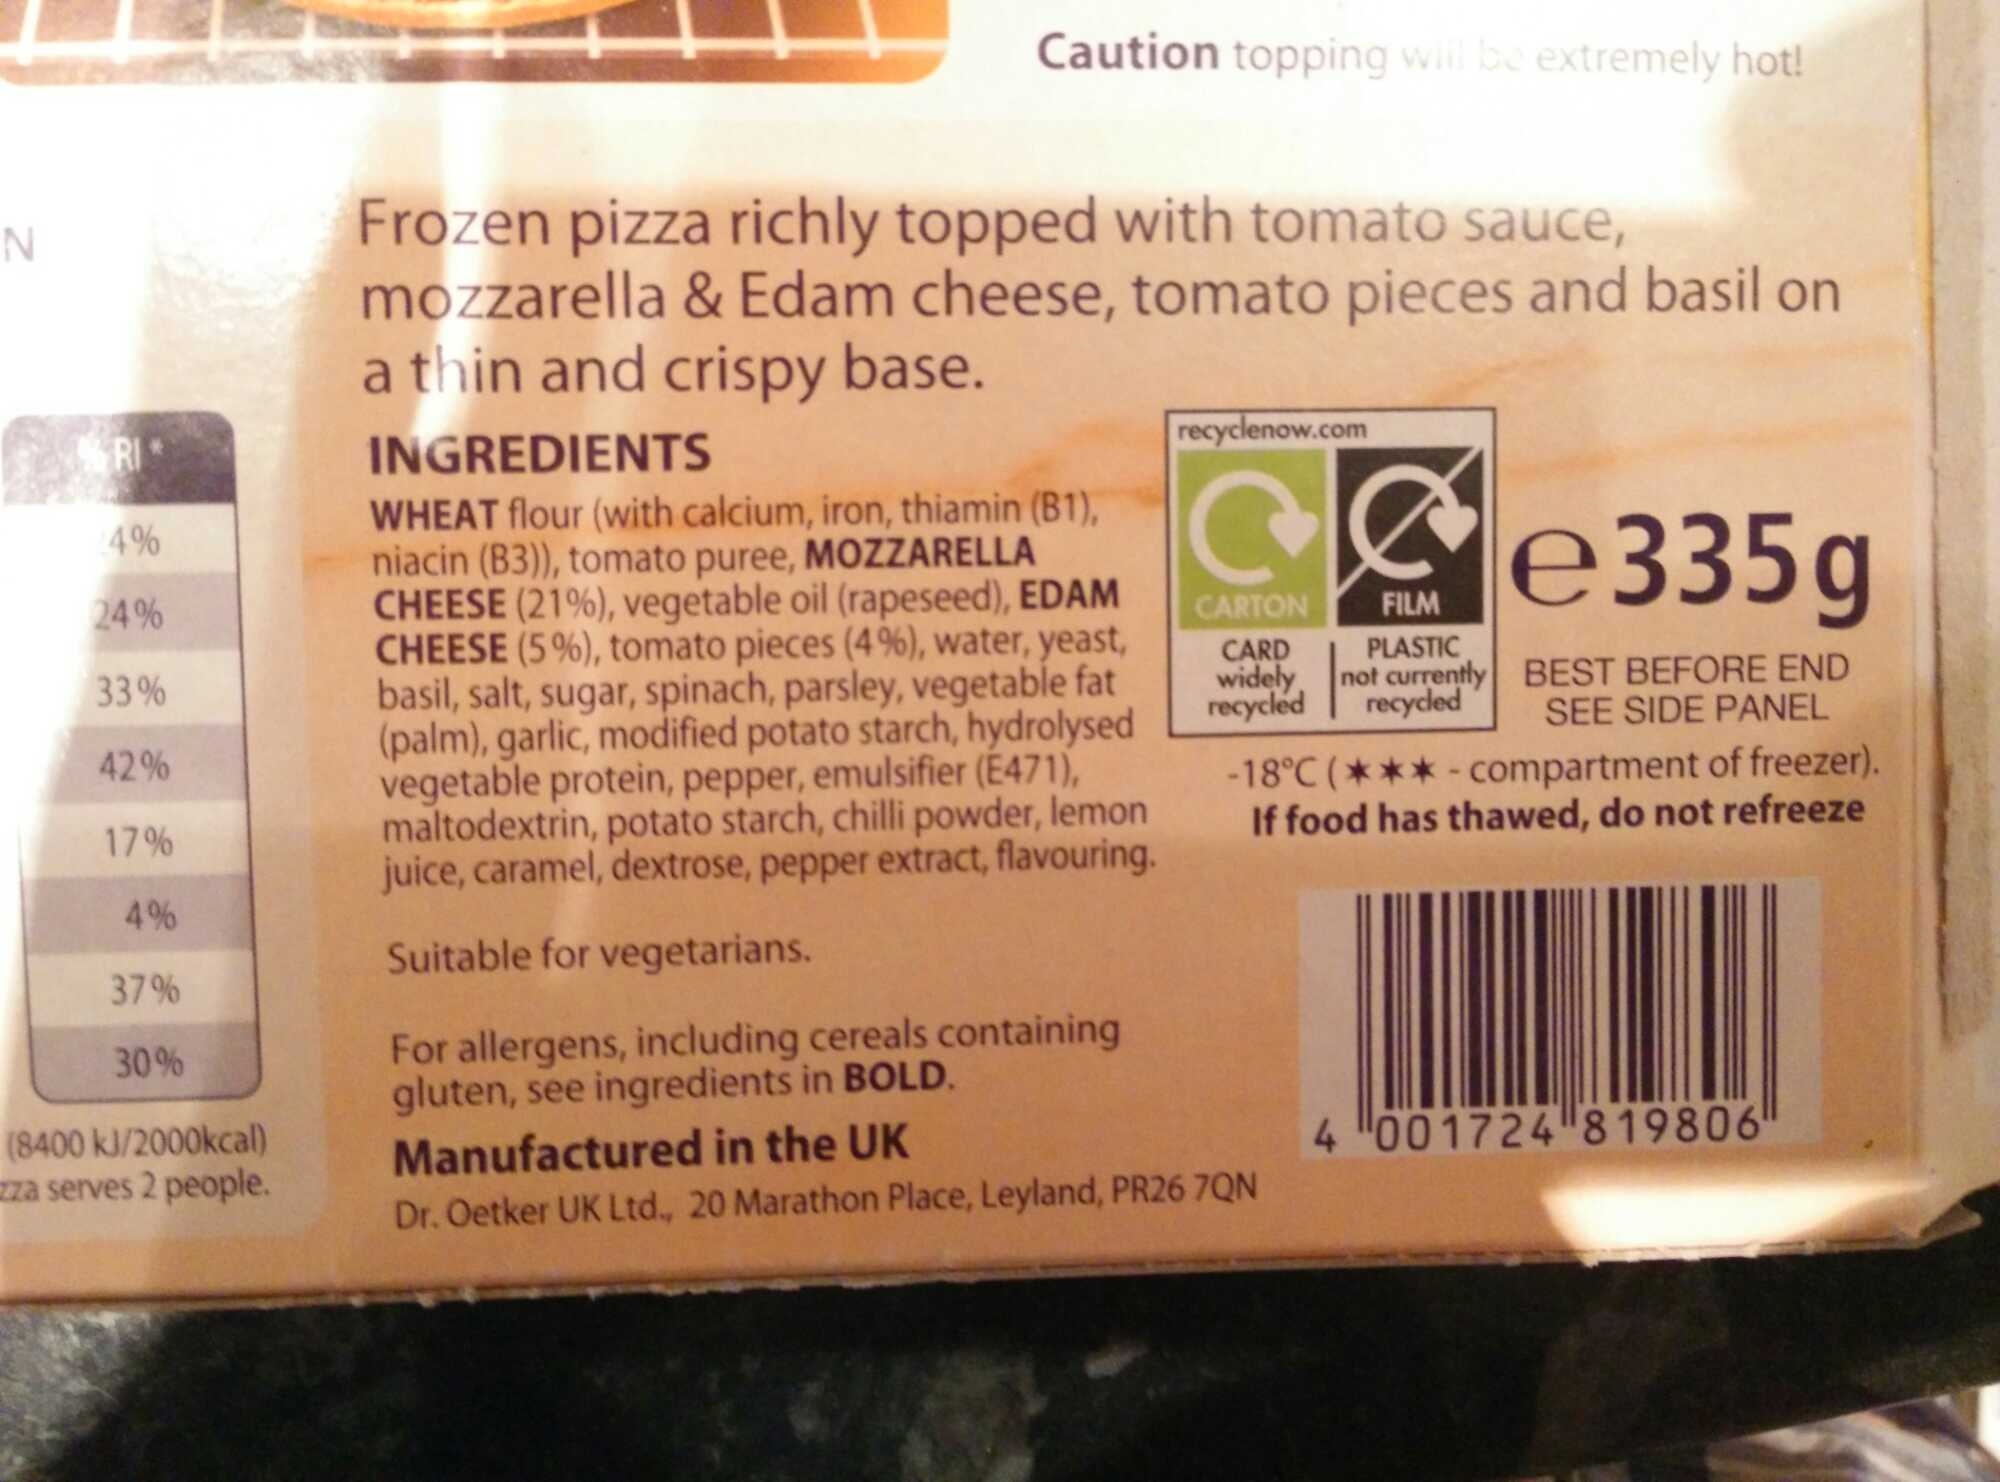 Caution topping will be extremely hot!
N
Frozen pizza richly topped with tomato sauce,
mozzarella & Edam cheese, tomato pieces and basil on
a thin and crispy base.
% RI*
4%
24%
33%
42%
17%
4%
37%
30%
(8400 kJ/2000kcal)
zza serves 2 people.
INGREDIENTS
WHEAT flour (with calcium, iron, thiamin (B1),
niacin (B3)), tomato puree, MOZZARELLA
CHEESE (21%), vegetable oil (rapeseed), EDAM
CHEESE (5%), tomato pieces (4%), water, yeast,
basil, salt, sugar, spinach, parsley, vegetable fat
(palm), garlic, modified potato starch, hydrolysed
vegetable protein, pepper, emulsifier (E471),
maltodextrin, potato starch, chilli powder, lemon
juice, caramel, dextrose, pepper extract, flavouring.
Suitable for vegetarians.
For allergens, including cereals containing
gluten, see ingredients in BOLD.
Manufactured in the UK
Dr. Oetker UK Ltd., 20 Marathon Place, Leyland, PR26 7QN
recyclenow.com
CARTON
CARD
widely
recycled
FILM
PLASTIC
not currently
recycled
e335g
BEST BEFORE END
SEE SIDE PANEL
-18°C (✶✶✶ - compartment of freezer).
If food has thawed, do not refreeze
4 001724 819806